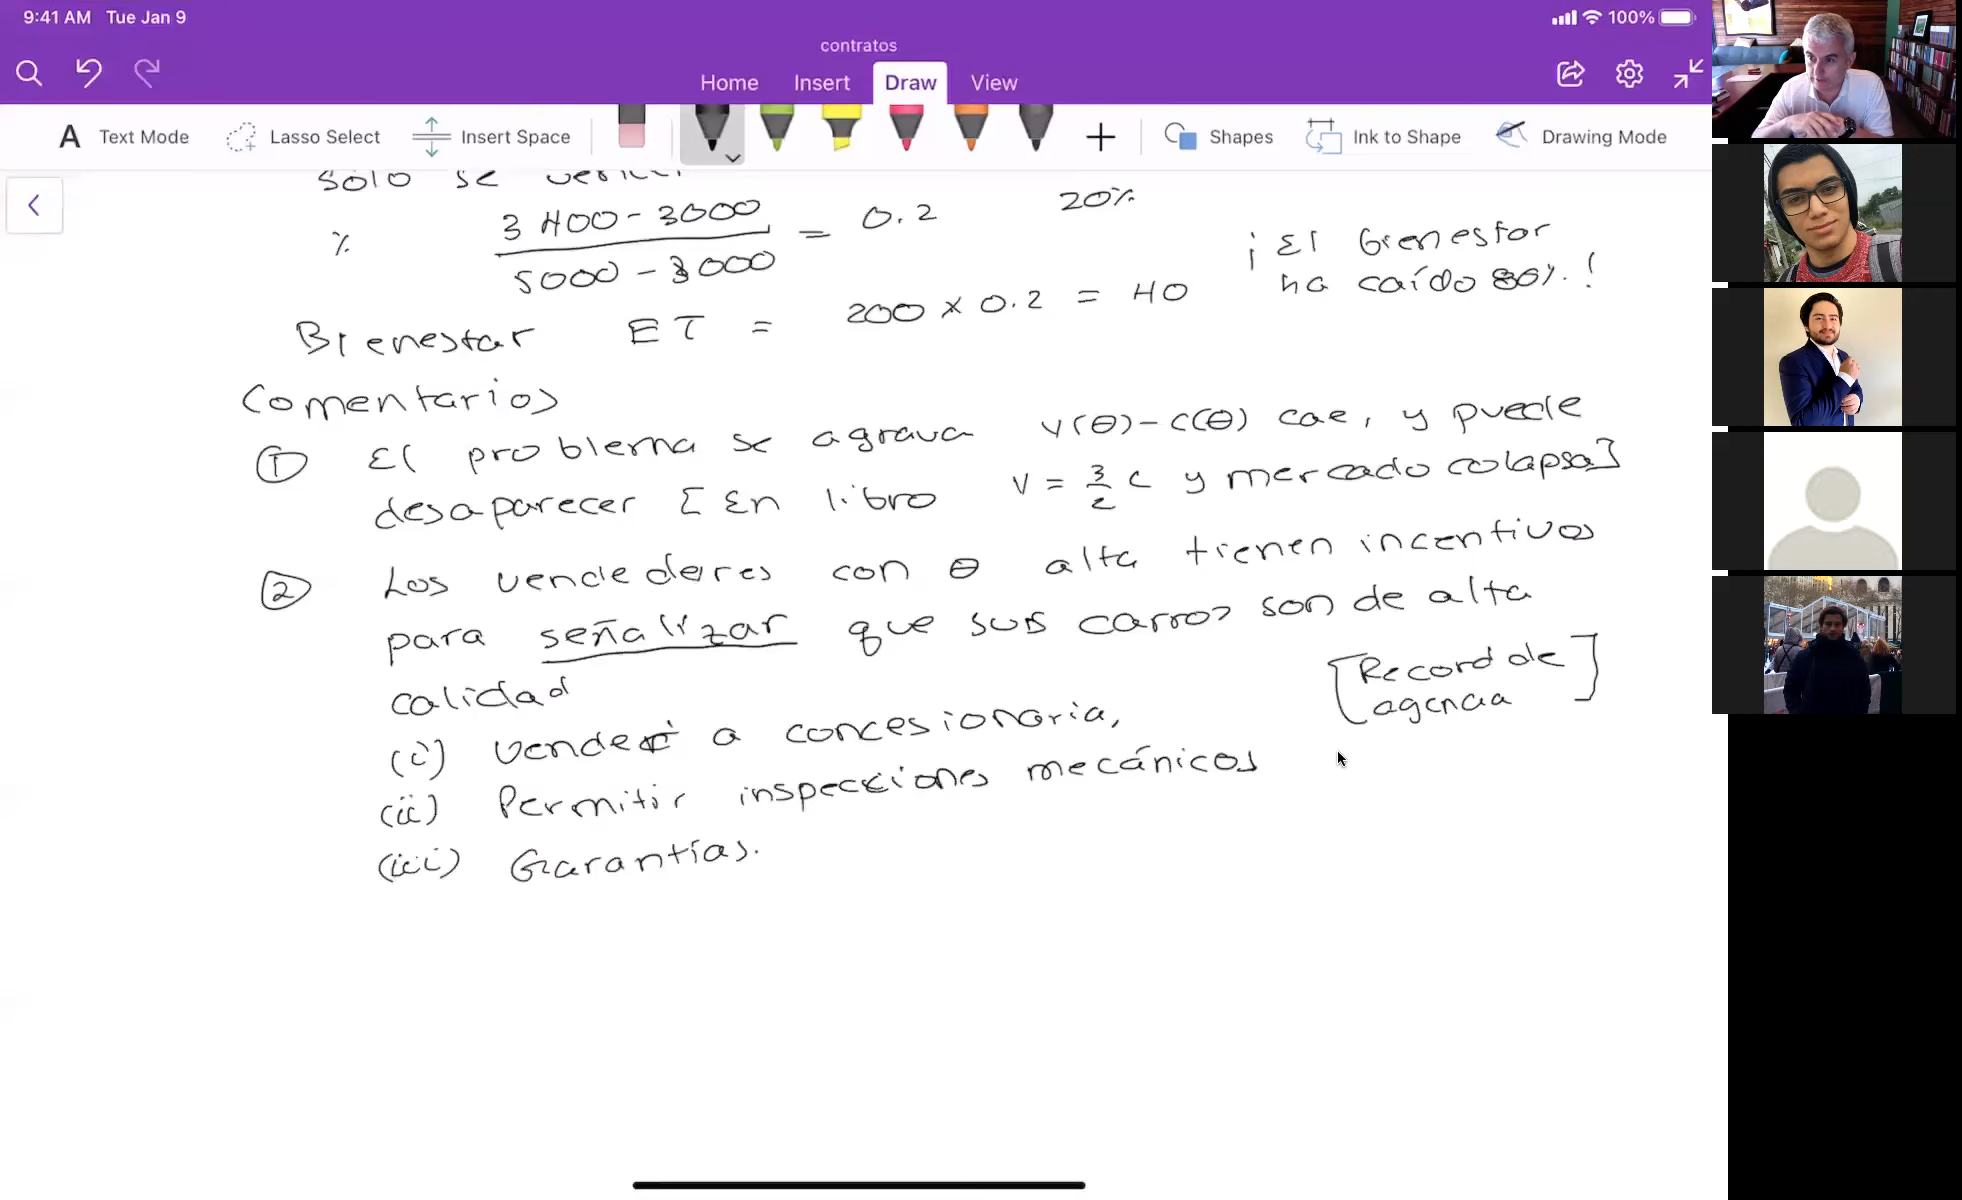 9:41 AM Tue Jan 9
100%
contratos
Home Insert Draw View
Text Mode Lasso Select Insert Space Shapes Ink to Shape Drawing Mode
Solo se
% 3400 - 3000 = 0.2 20%
5000 - 3000
¡ El bienestar
ha caído 80%. !
Bienestar ET = 200 x 0.2 = 40
Comentarios
① El problema se agrava v(θ) - c(θ) cae, y puede
desaparecer [En libro v = 3/2 c y mercado colapsa]
② Los vendedores con θ alta tienen incentivos
para señalizar que sus carros son de alta
calidad
[Record de
agencia]
(i) vender a concesionaria,
(ii) Permitir inspecciones mecánicos
(iii) Garantías.